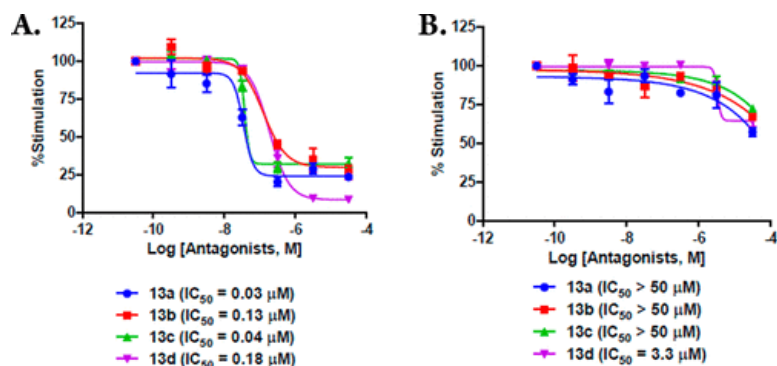 A.
125
100
75
50
25
0
%Stimulation
-12
-10
-8
-6
-4
Log [Antagonists, M]
13a (IC50 = 0.03 μM)
13b (IC50 = 0.13 μM)
13c (IC50 = 0.04 μM)
13d (IC50 = 0.18 μM)
B.
125
100
75
50
25
0
% Stimulation
-12
-10
-8
-6
-4
Log [Antagonists, M]
13a (IC50 > 50 μM)
13b (IC50 > 50 μM)
13c (IC50 > 50 μM)
13d (IC50 = 3.3 μM)